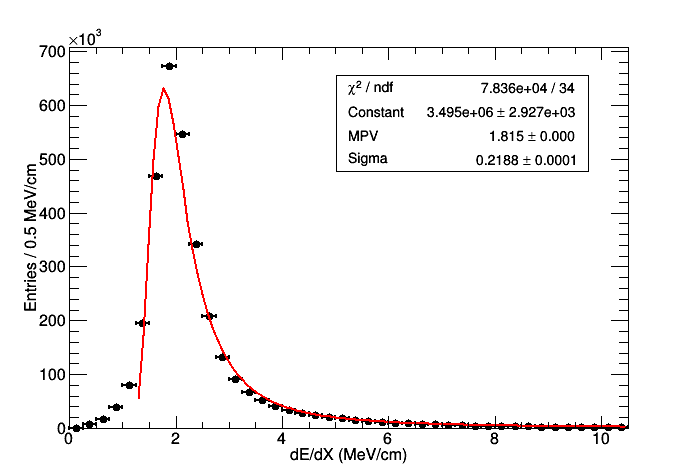 ×10³
700
600
500
400
300
200
100
0
Entries / 0.5 MeV/cm
χ² / ndf 7.836e+04 / 34
Constant 3.495e+06 ± 2.927e+03
MPV 1.815 ± 0.000
Sigma 0.2188 ± 0.0001
0 2 4 6 8 10
dE/dX (MeV/cm)